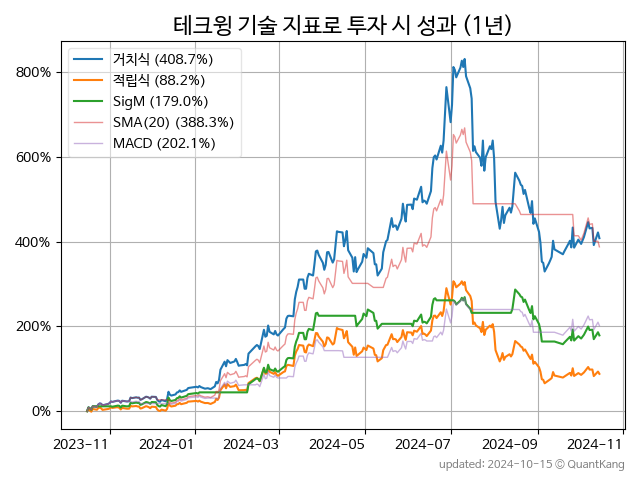 테크윙 기술 지표로 투자 시 성과 (1년)
거치식 (408.7%)
적립식 (88.2%)
SigM (179.0%)
SMA(20) (388.3%)
MACD (202.1%)
800%
600%
400%
200%
0%
2023-11 2024-01 2024-03 2024-05 2024-07 2024-09 2024-11
updated: 2024-10-15 © QuantKang